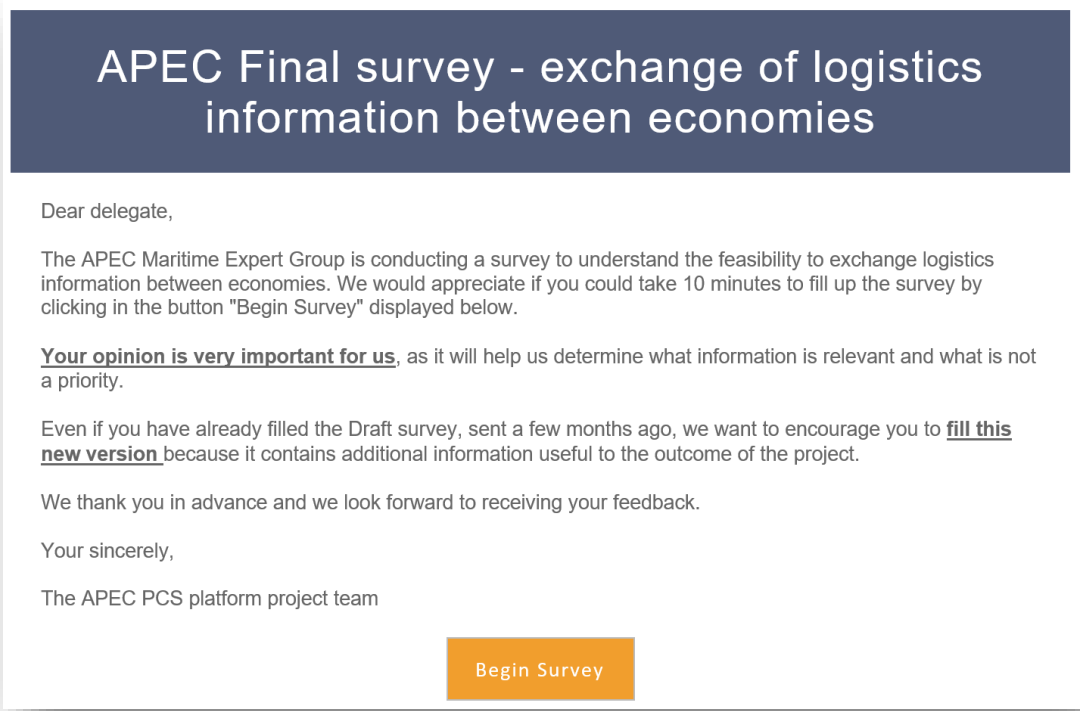 APEC Final survey - exchange of logistics
information between economies
Dear delegate,
The APEC Maritime Expert Group is conducting a survey to understand the feasibility to exchange logistics
information between economies. We would appreciate if you could take 10 minutes to fill up the survey by
clicking in the button "Begin Survey" displayed below.
Your opinion is very important for us, as it will help us determine what information is relevant and what is not
a priority.
Even if you have already filled the Draft survey, sent a few months ago, we want to encourage you to fill this
new version because it contains additional information useful to the outcome of the project.
We thank you in advance and we look forward to receiving your feedback.
Your sincerely,
The APEC PCS platform project team
Begin Survey